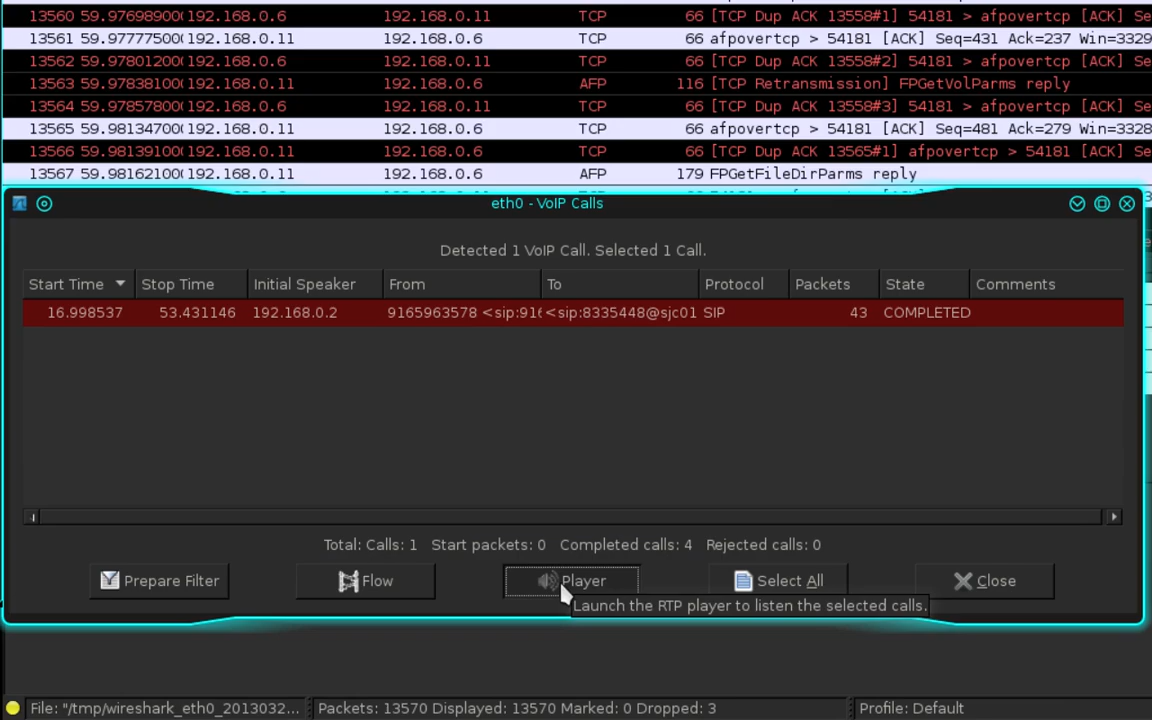 13560 59.976989000 192.168.0.6 192.168.0.11 TCP 66 [TCP Dup ACK 13558#1] 54181 > afpovertcp [ACK] Se
13561 59.977775000 192.168.0.11 192.168.0.6 TCP 66 afpovertcp > 54181 [ACK] Seq=431 Ack=237 Win=3329
13562 59.978012000 192.168.0.6 192.168.0.11 TCP 66 [TCP Dup ACK 13558#2] 54181 > afpovertcp [ACK] Se
13563 59.978381000 192.168.0.11 192.168.0.6 AFP 116 [TCP Retransmission] FPGetVolParms reply
13564 59.978578000 192.168.0.6 192.168.0.11 TCP 66 [TCP Dup ACK 13558#3] 54181 > afpovertcp [ACK] Se
13565 59.981347000 192.168.0.11 192.168.0.6 TCP 66 afpovertcp > 54181 [ACK] Seq=481 Ack=279 Win=3328
13566 59.981391000 192.168.0.11 192.168.0.6 TCP 66 [TCP Dup ACK 13565#1] afpovertcp > 54181 [ACK] Se
13567 59.981621000 192.168.0.11 192.168.0.6 AFP 179 FPGetFileDirParms reply
eth0 - VoIP Calls
Detected 1 VoIP Call. Selected 1 Call.
Start Time Stop Time Initial Speaker From To Protocol Packets State Comments
16.998537 53.431146 192.168.0.2 9165963578 <sip:916 <sip:8335448@sjc01 SIP 43 COMPLETED
Total: Calls: 1 Start packets: 0 Completed calls: 4 Rejected calls: 0
Prepare Filter Flow Player Select All Close
Launch the RTP player to listen the selected calls.
File: "/tmp/wireshark_eth0_2013032... Packets: 13570 Displayed: 13570 Marked: 0 Dropped: 3 Profile: Default